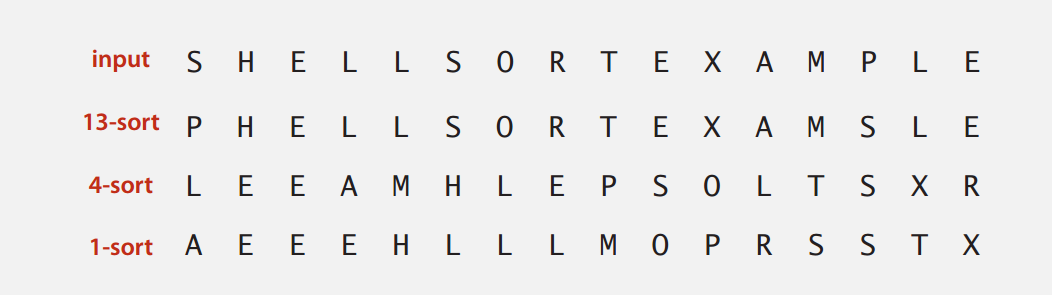 input S H E L L S O R T E X A M P L E
13-sort P H E L L S O R T E X A M S L E
4-sort L E E A M H L E P S O L T S X R
1-sort A E E E H L L L M O P R S S T X